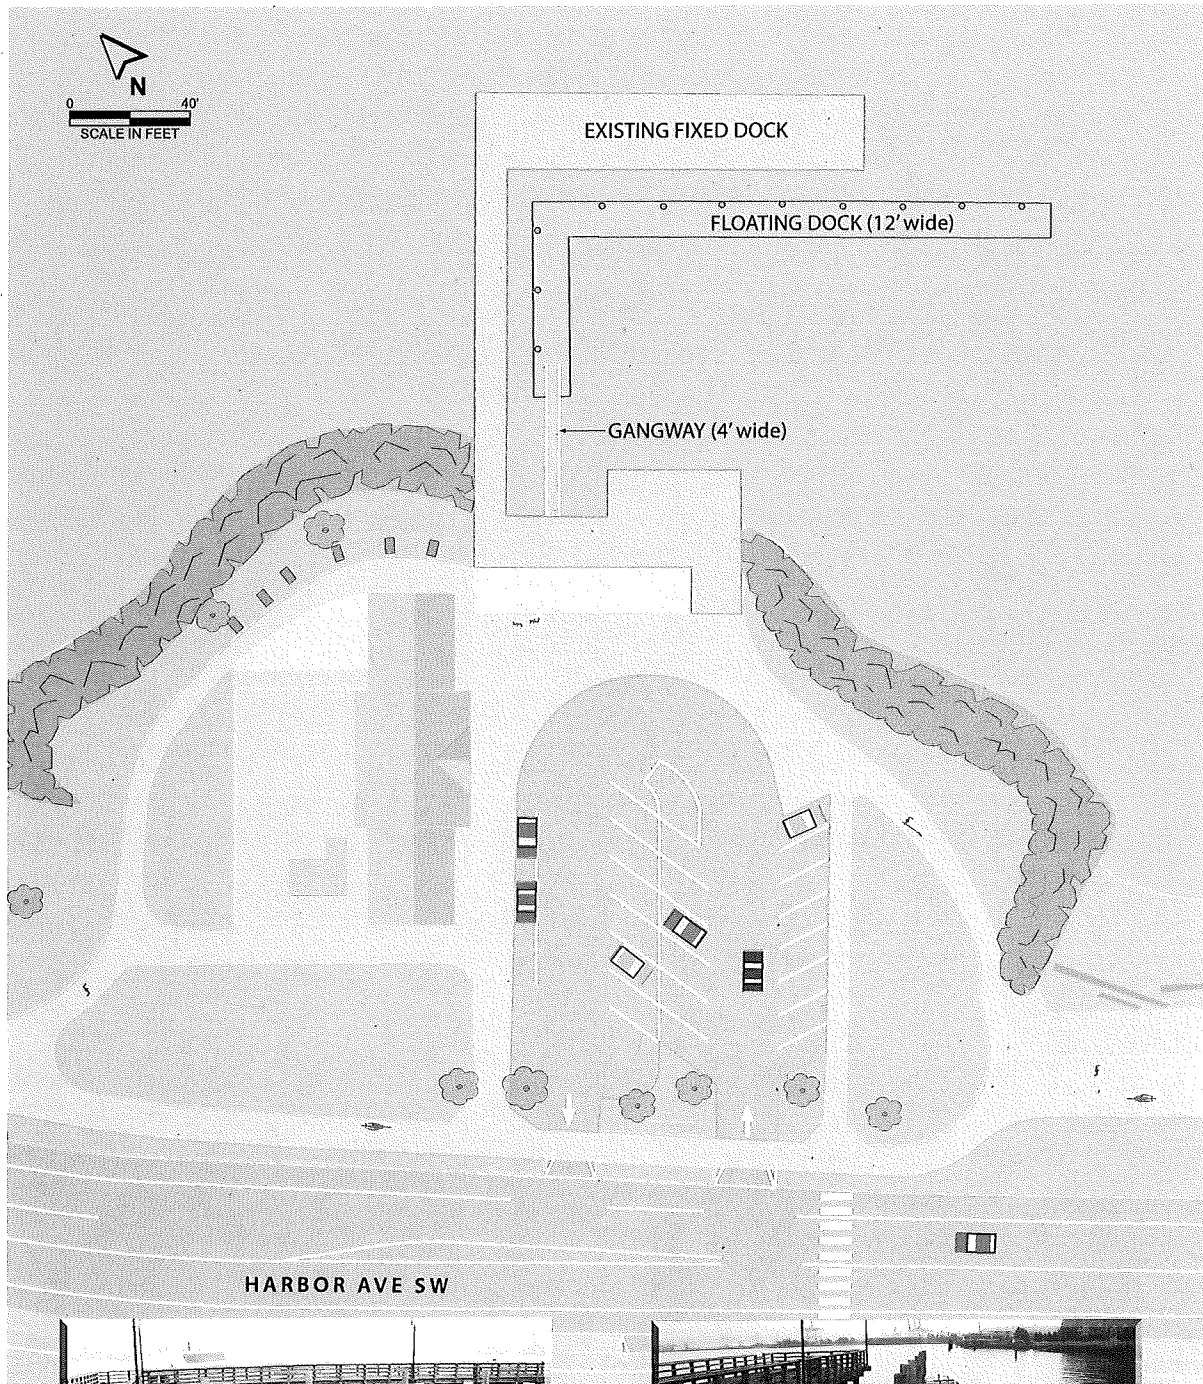 N
0 40'
SCALE IN FEET
EXISTING FIXED DOCK
FLOATING DOCK (12' wide)
GANGWAY (4' wide)
HARBOR AVE SW